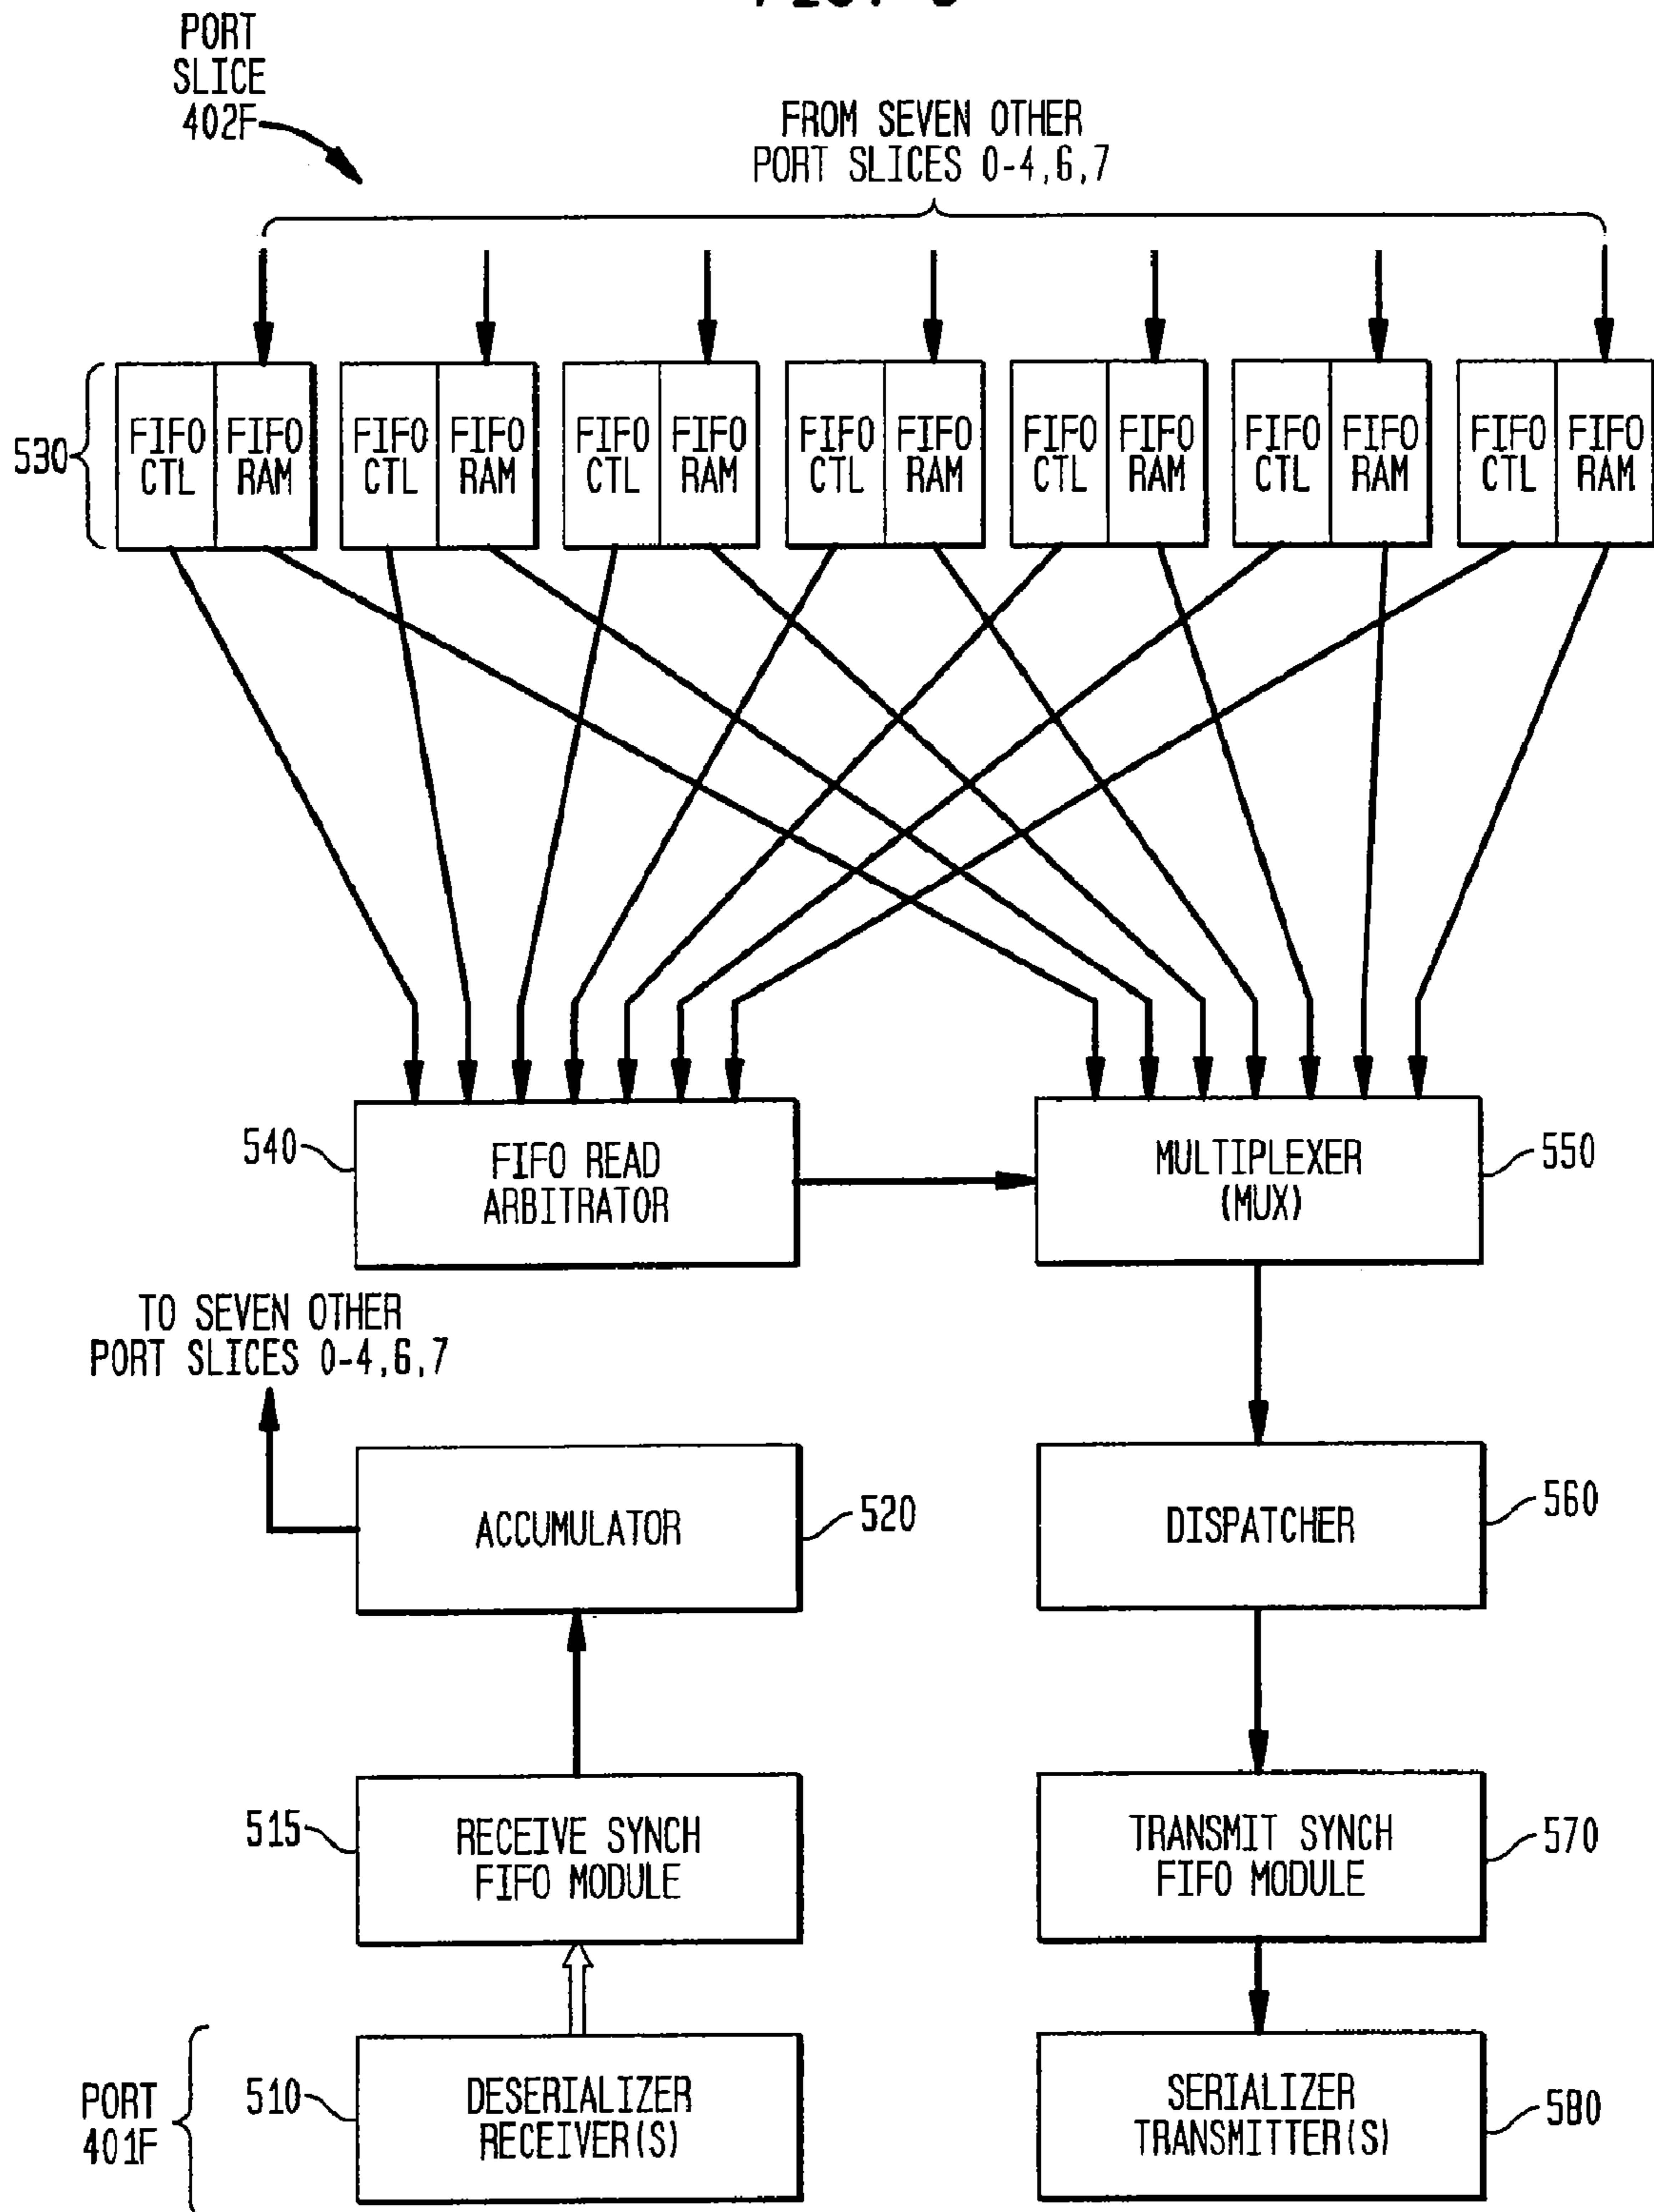 PORT
SLICE
402F
FROM SEVEN OTHER
PORT SLICES 0-4,6,7
530
FIFO CTL
FIFO RAM
FIFO CTL
FIFO RAM
FIFO CTL
FIFO RAM
FIFO CTL
FIFO RAM
FIFO CTL
FIFO RAM
FIFO CTL
FIFO RAM
FIFO CTL
FIFO RAM
540
FIFO READ
ARBITRATOR
MULTIPLEXER
(MUX)
550
TO SEVEN OTHER
PORT SLICES 0-4,6,7
ACCUMULATOR
520
DISPATCHER
560
515
RECEIVE SYNCH
FIFO MODULE
TRANSMIT SYNCH
FIFO MODULE
570
PORT
401F
510
DESERIALIZER
RECEIVER(S)
SERIALIZER
TRANSMITTER(S)
580